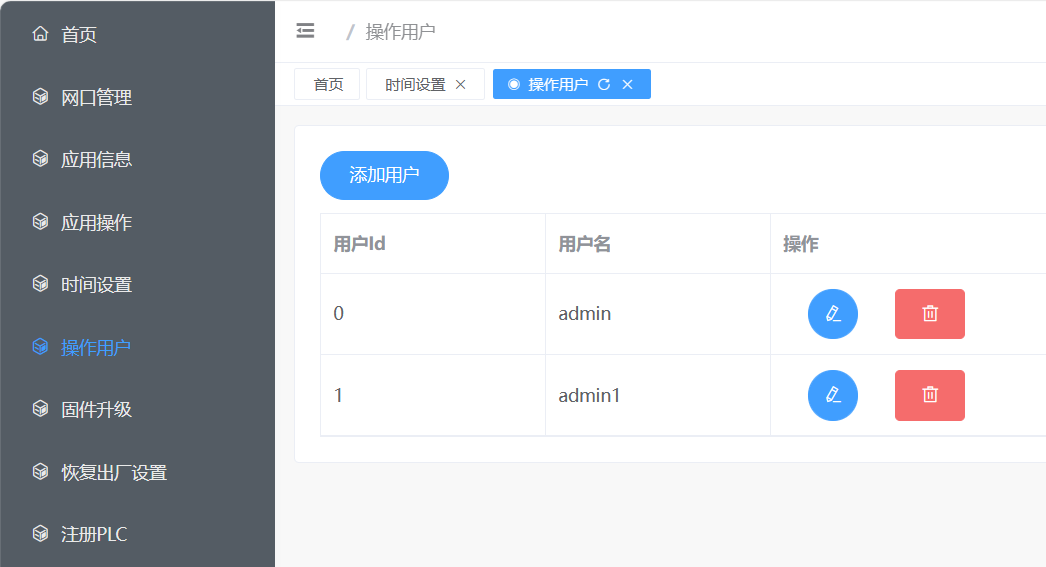 首页
网口管理
应用信息
应用操作
时间设置
操作用户
固件升级
恢复出厂设置
注册PLC
/ 操作用户
首页 时间设置 操作用户
添加用户
用户Id 用户名 操作
0 admin
1 admin1